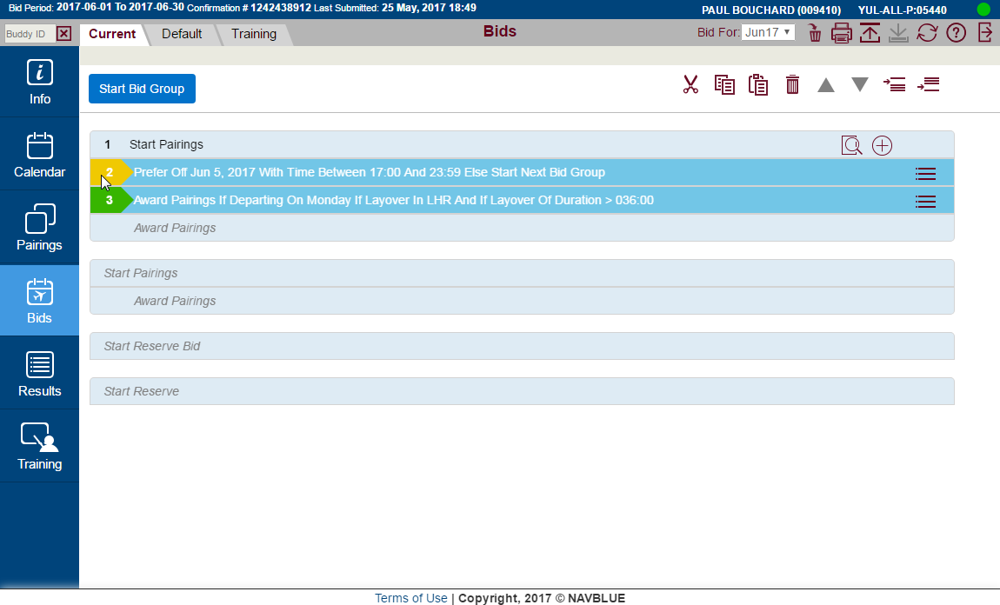 Bid Period: 2017-06-01 To 2017-06-30 Confirmation # 1242438912 Last Submitted: 25 May, 2017 18:49 PAUL BOUCHARD (009410) YUL-ALL-P:05440
Buddy ID Current Default Training Bids Bid For: Jun17
Info
Calendar
Pairings
Bids
Results
Training
Start Bid Group
1 Start Pairings
2 Prefer Off Jun 5, 2017 With Time Between 17:00 And 23:59 Else Start Next Bid Group
3 Award Pairings If Departing On Monday If Layover In LHR And If Layover Of Duration > 036:00
Award Pairings
Start Pairings
Award Pairings
Start Reserve Bid
Start Reserve
Terms of Use | Copyright, 2017 © NAVBLUE